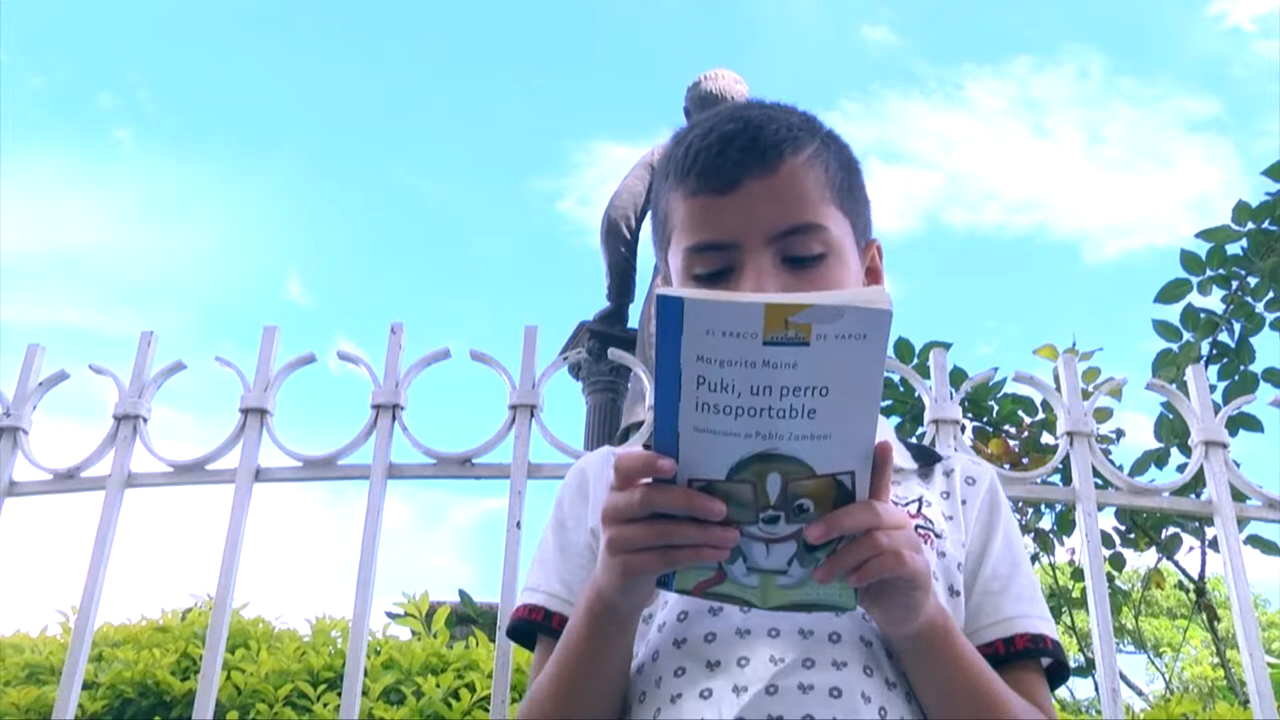 EL BARCO DE VAPOR
Margarita Mainé
Puki, un perro
insoportable
Ilustraciones de Pablo Zamboni